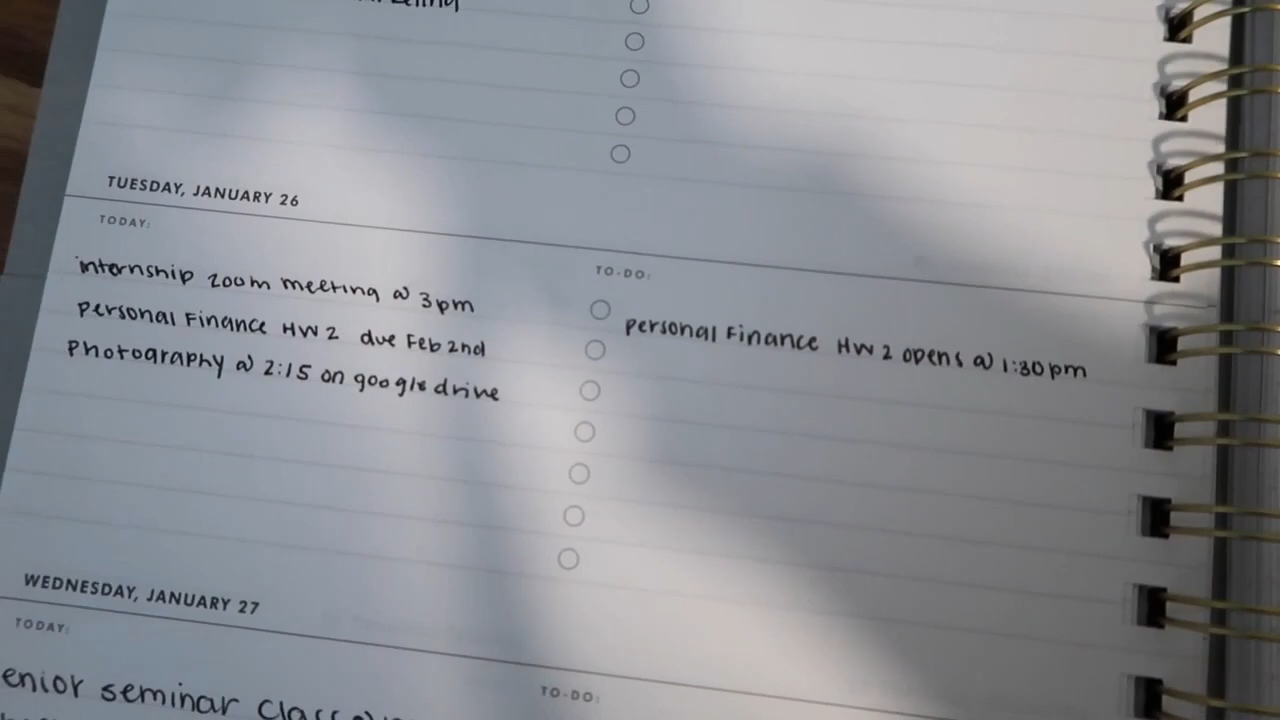 TUESDAY, JANUARY 26
TODAY:
internship zoom meeting @ 3pm
personal Finance HW 2 due Feb 2nd
Photography @ 2:15 on google drive
TO-DO:
personal Finance HW 2 opens @ 1:30pm
WEDNESDAY, JANUARY 27
TODAY:
enior seminar class
TO-DO: